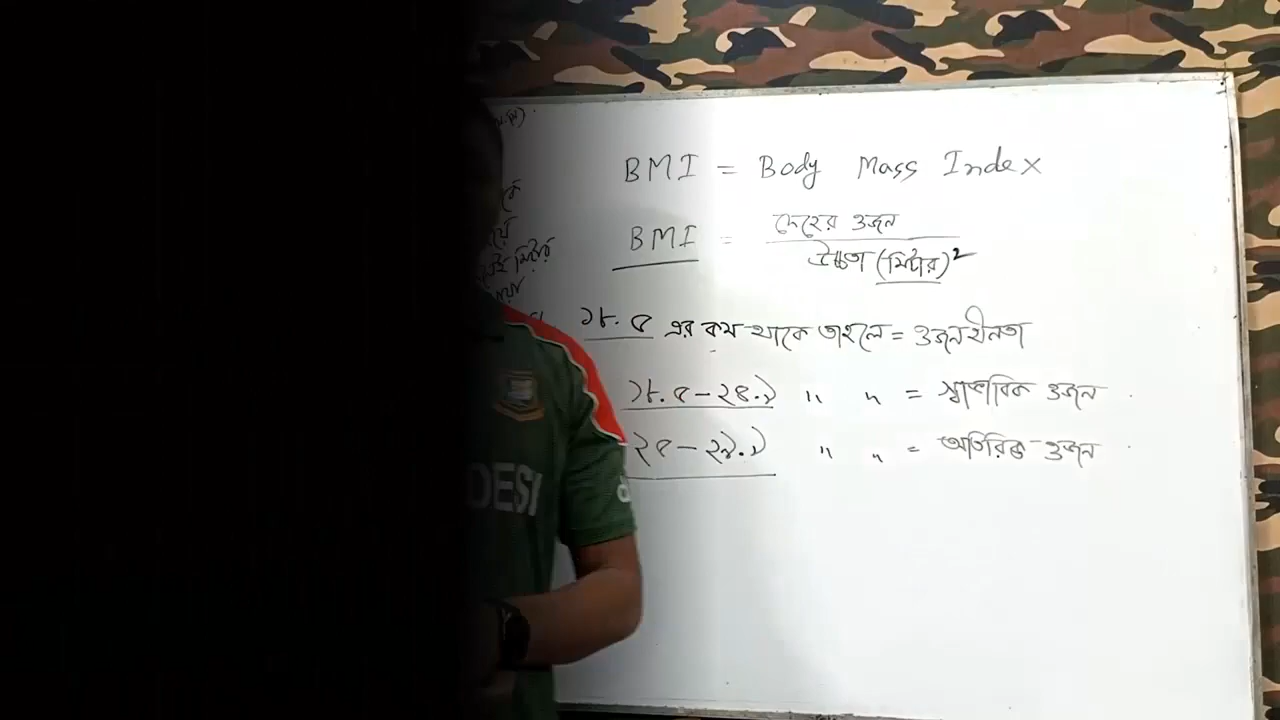 BMI = Body Mass Index
BMI = দেহের ওজন
উচ্চতা (মিটার)²
১৮.৫ এর কম থাকে তাহলে = ওজনহীনতা
১৮.৫ – ২৪.৯ " " = স্বাভাবিক ওজন
২৫ – ২৯.৯ " " = অতিরিক্ত ওজন
মিটার
DESI